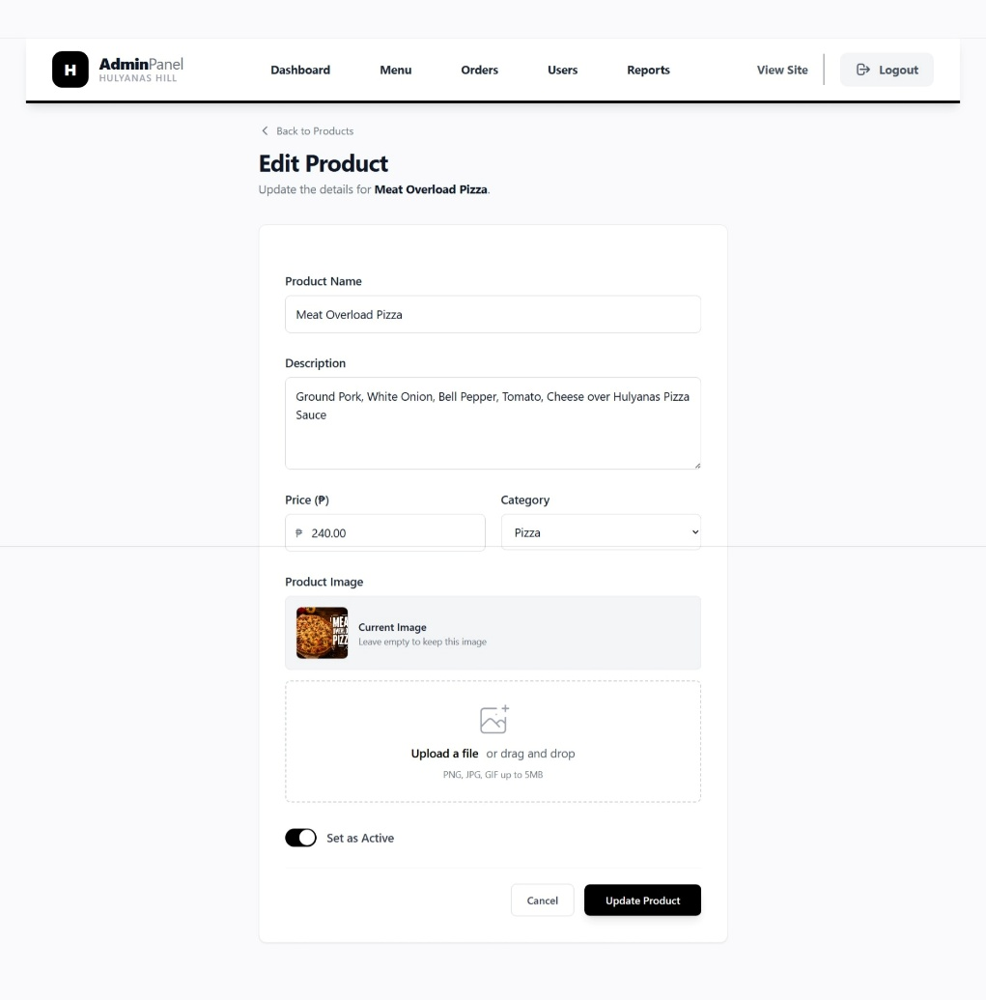 H
AdminPanel
HULYANAS HILL
Dashboard
Menu
Orders
Users
Reports
View Site
Logout
Back to Products
Edit Product
Update the details for Meat Overload Pizza.
Product Name
Meat Overload Pizza
Description
Ground Pork, White Onion, Bell Pepper, Tomato, Cheese over Hulyanas Pizza
Sauce
Price (₱)
Category
₱ 240.00
Pizza
Product Image
Current Image
Leave empty to keep this image
Upload a file or drag and drop
PNG, JPG, GIF up to 5MB
Set as Active
Cancel
Update Product